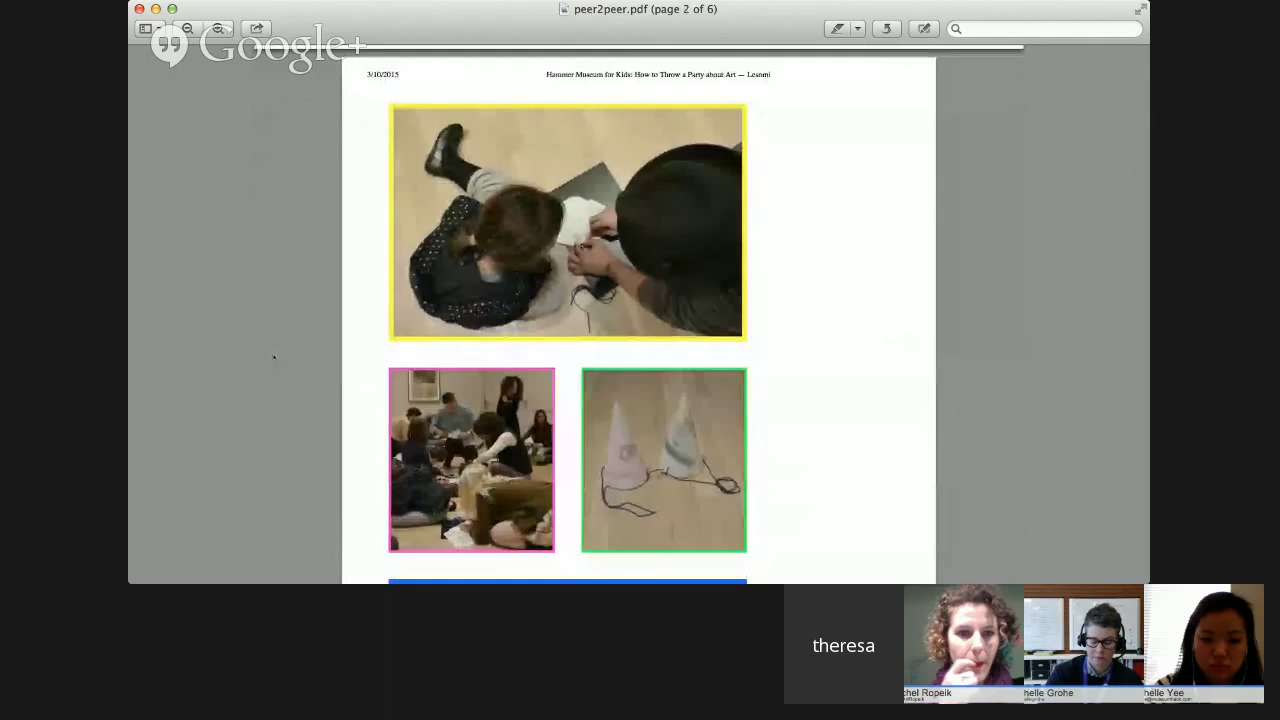 peer2peer.pdf (page 2 of 6)
Google+
3/10/2015
Hammer Museum for Kids: How to Throw a Party about Art — Lesomi
theresa
chel Ropeik
helle Grohe
helle Yee